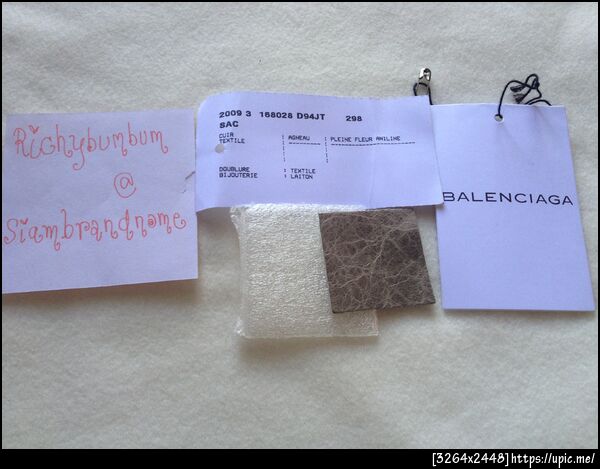 Richybumbum
@
Siambrandname
2009 3 168028 D94JT 298
SAC
CUIR : AGNEAU : PLEINE FLEUR ANILINE
TEXTILE
DOUBLURE : TEXTILE
BIJOUTERIE : LAITON
BALENCIAGA
[3264x2448]https://upic.me/